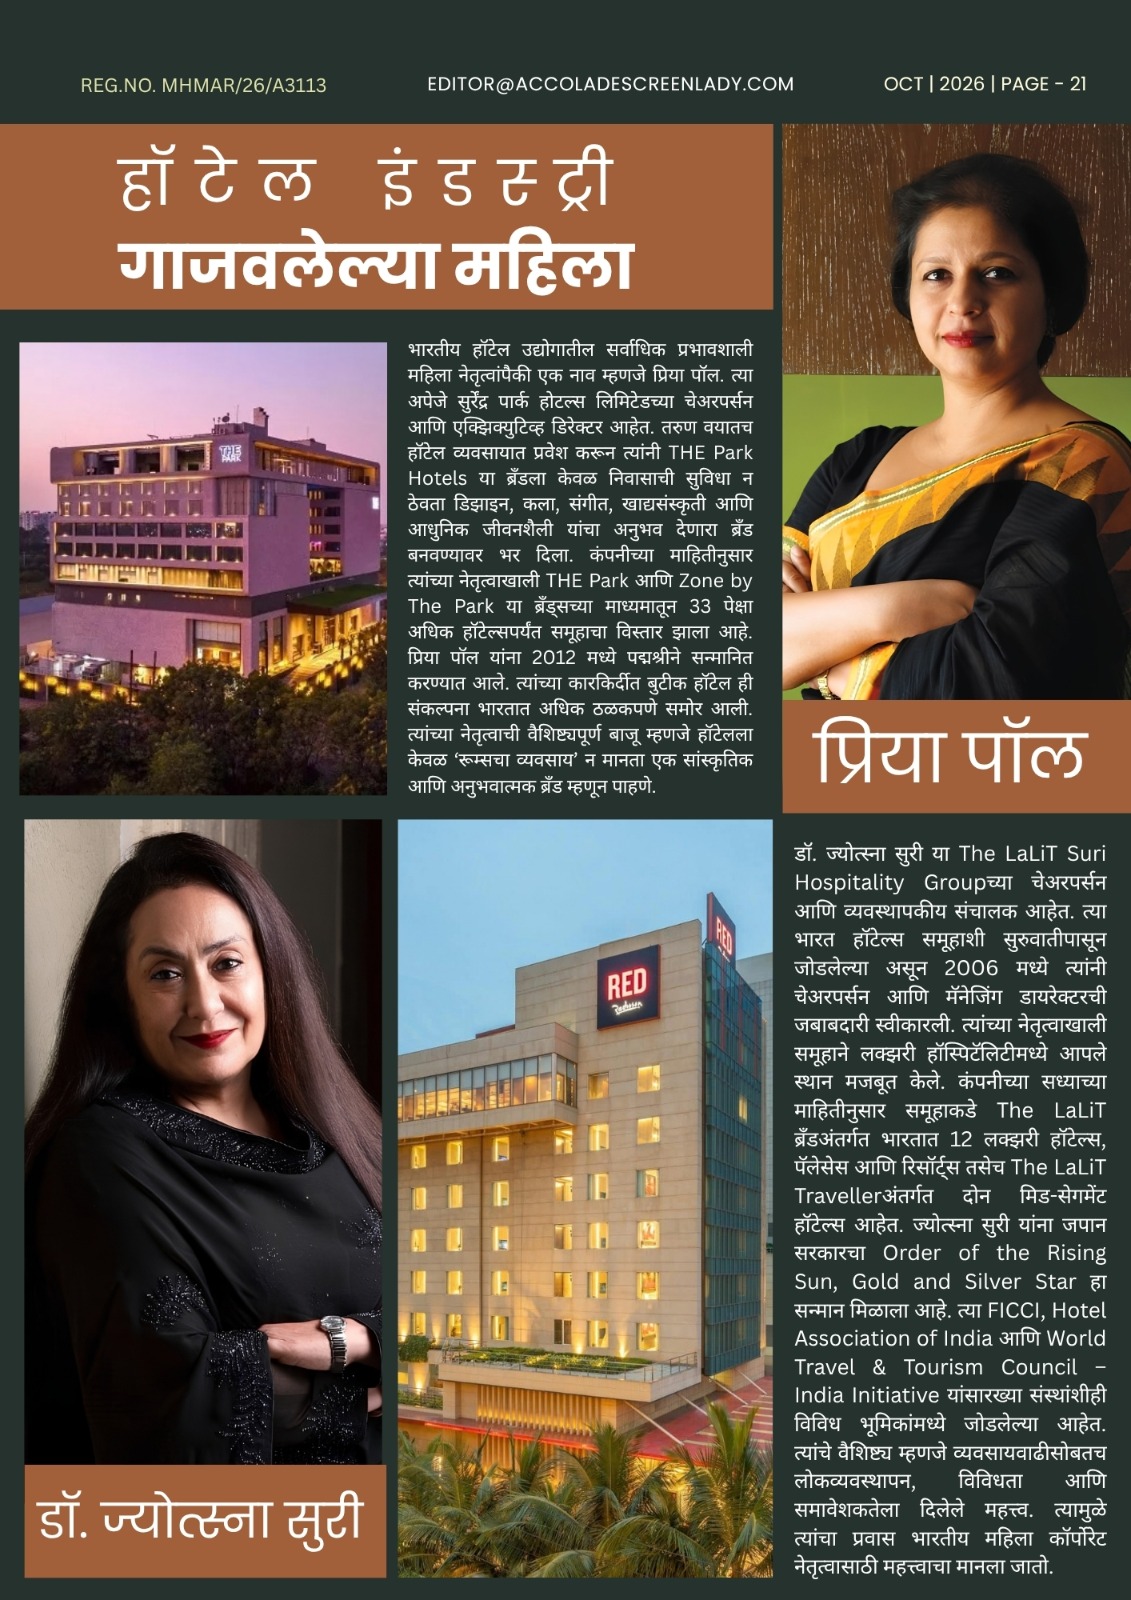 REG.NO. MHMAR/26/A3113
EDITOR@ACCOLADESCREENLADY.COM
OCT | 2026 | PAGE - 21
हॉटेल इंडस्ट्री
गाजवलेल्या महिला
THE
PARK
भारतीय हॉटेल उद्योगातील सर्वाधिक प्रभावशाली
महिला नेतृत्वांपैकी एक नाव म्हणजे प्रिया पॉल. त्या
अपेजे सुरेंद्र पार्क होटल्स लिमिटेडच्या चेअरपर्सन
आणि एक्झिक्युटिव्ह डिरेक्टर आहेत. तरुण वयातच
हॉटेल व्यवसायात प्रवेश करून त्यांनी THE Park
Hotels या ब्रँडला केवळ निवासाची सुविधा न
ठेवता डिझाइन, कला, संगीत, खाद्यसंस्कृती आणि
आधुनिक जीवनशैली यांचा अनुभव देणारा ब्रँड
बनवण्यावर भर दिला. कंपनीच्या माहितीनुसार
त्यांच्या नेतृत्वाखाली THE Park आणि Zone by
The Park या ब्रँड्सच्या माध्यमातून 33 पेक्षा
अधिक हॉटेल्सपर्यंत समूहाचा विस्तार झाला आहे.
प्रिया पॉल यांना 2012 मध्ये पद्मश्रीने सन्मानित
करण्यात आले. त्यांच्या कारकिर्दीत बुटीक हॉटेल ही
संकल्पना भारतात अधिक ठळकपणे समोर आली.
त्यांच्या नेतृत्वाची वैशिष्ट्यपूर्ण बाजू म्हणजे हॉटेलला
केवळ ‘रूम्सचा व्यवसाय’ न मानता एक सांस्कृतिक
आणि अनुभवात्मक ब्रँड म्हणून पाहणे.
प्रिया पॉल
RED
Radisson
RED
डॉ. ज्योत्स्ना सुरी
डॉ. ज्योत्स्ना सुरी या The LaLiT Suri
Hospitality Groupच्या चेअरपर्सन
आणि व्यवस्थापकीय संचालक आहेत. त्या
भारत हॉटेल्स समूहाशी सुरुवातीपासून
जोडलेल्या असून 2006 मध्ये त्यांनी
चेअरपर्सन आणि मॅनेजिंग डायरेक्टरची
जबाबदारी स्वीकारली. त्यांच्या नेतृत्वाखाली
समूहाने लक्झरी हॉस्पिटॅलिटीमध्ये आपले
स्थान मजबूत केले. कंपनीच्या सध्याच्या
माहितीनुसार समूहाकडे The LaLiT
ब्रँडअंतर्गत भारतात 12 लक्झरी हॉटेल्स,
पॅलेसेस आणि रिसॉर्ट्स तसेच The LaLiT
Travellerअंतर्गत दोन मिड-सेगमेंट
हॉटेल्स आहेत. ज्योत्स्ना सुरी यांना जपान
सरकारचा Order of the Rising
Sun, Gold and Silver Star हा
सन्मान मिळाला आहे. त्या FICCI, Hotel
Association of India आणि World
Travel & Tourism Council –
India Initiative यांसारख्या संस्थांशीही
विविध भूमिकांमध्ये जोडलेल्या आहेत.
त्यांचे वैशिष्ट्य म्हणजे व्यवसायवाढीसोबतच
लोकव्यवस्थापन, विविधता आणि
समावेशकतेला दिलेले महत्त्व. त्यामुळे
त्यांचा प्रवास भारतीय महिला कॉर्पोरेट
नेतृत्वासाठी महत्त्वाचा मानला जातो.